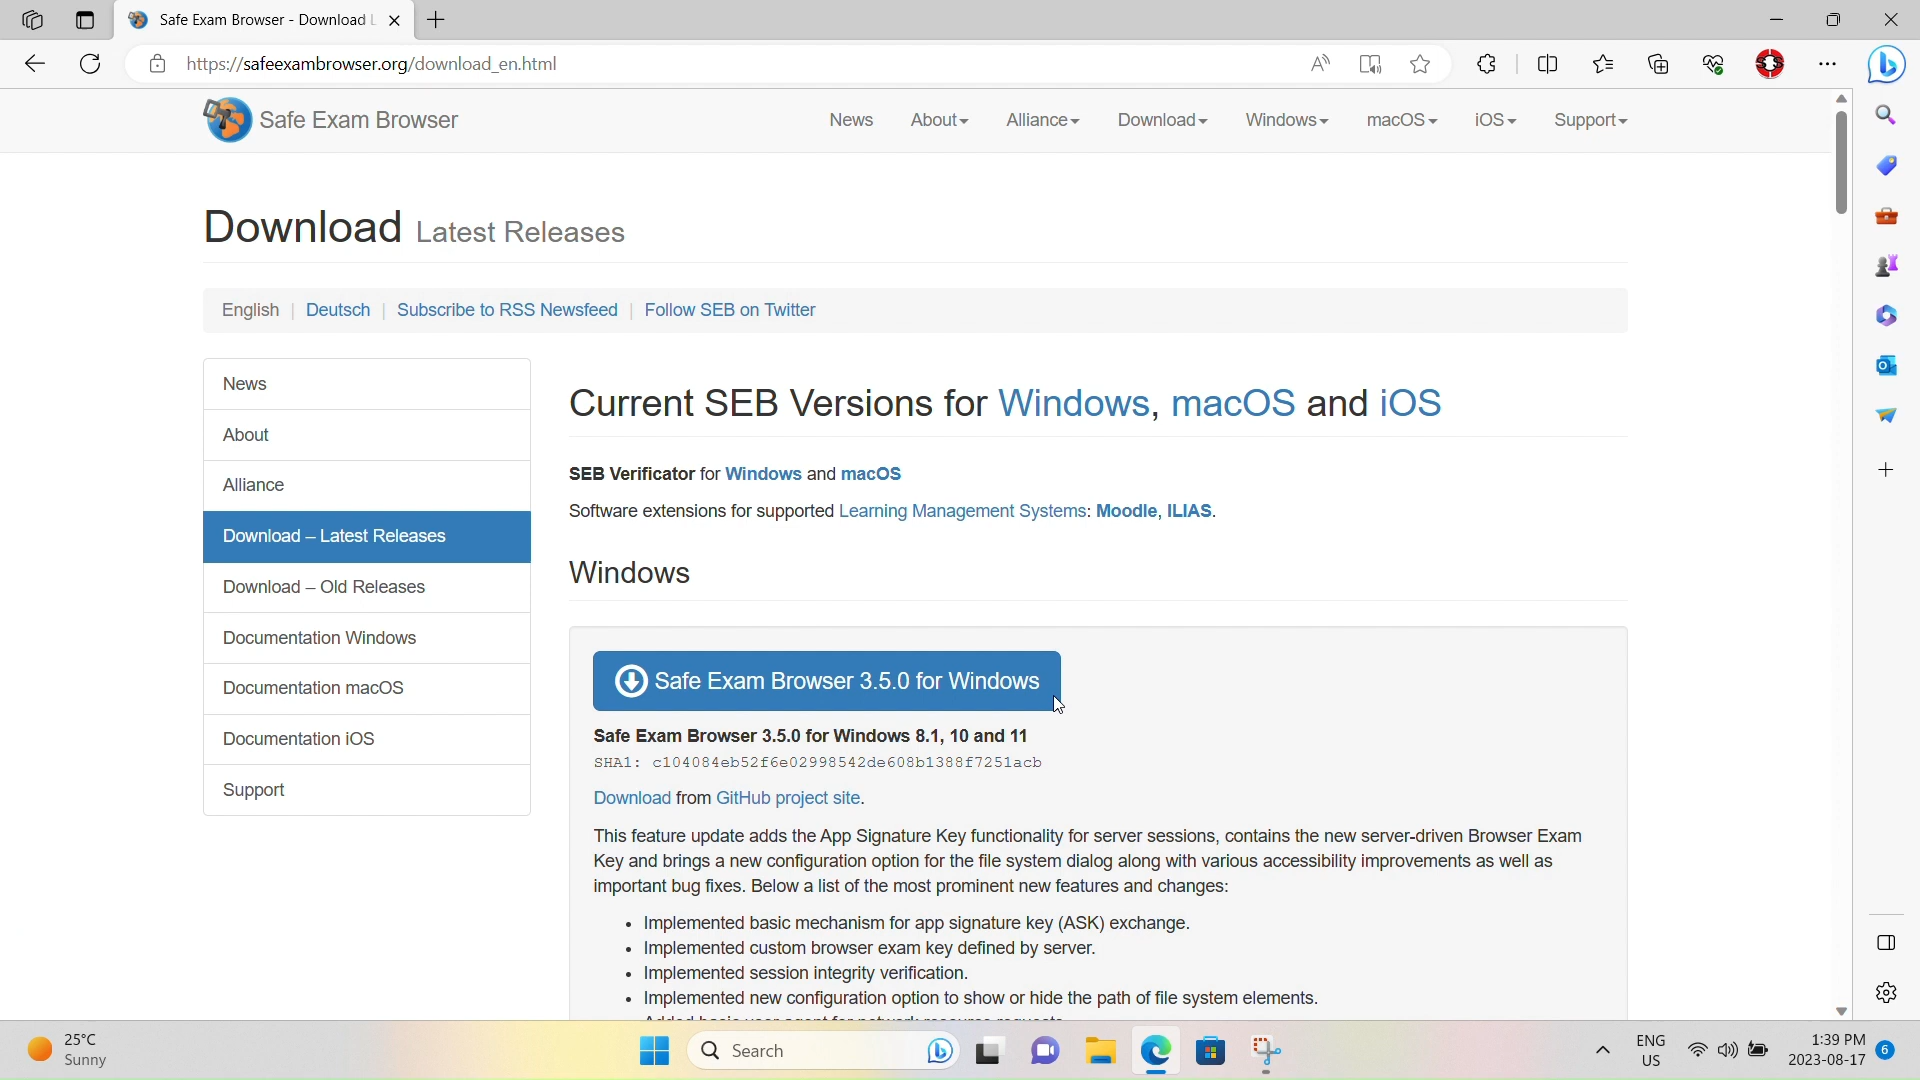 Safe Exam Browser - Download L
https://safeexambrowser.org/download_en.html
Safe Exam Browser
News About Alliance Download Windows macOS iOS Support
Download Latest Releases
English | Deutsch | Subscribe to RSS Newsfeed | Follow SEB on Twitter
News
About
Alliance
Download – Latest Releases
Download – Old Releases
Documentation Windows
Documentation macOS
Documentation iOS
Support
Current SEB Versions for Windows, macOS and iOS
SEB Verificator for Windows and macOS
Software extensions for supported Learning Management Systems: Moodle, ILIAS.
Windows
Safe Exam Browser 3.5.0 for Windows
Safe Exam Browser 3.5.0 for Windows 8.1, 10 and 11
SHA1: c104084eb52f6e02998542de608b1388f7251acb
Download from GitHub project site.
This feature update adds the App Signature Key functionality for server sessions, contains the new server-driven Browser Exam
Key and brings a new configuration option for the file system dialog along with various accessibility improvements as well as
important bug fixes. Below a list of the most prominent new features and changes:
• Implemented basic mechanism for app signature key (ASK) exchange.
• Implemented custom browser exam key defined by server.
• Implemented session integrity verification.
• Implemented new configuration option to show or hide the path of file system elements.
25°C
Sunny
Search
ENG
US
1:39 PM
2023-08-17
6